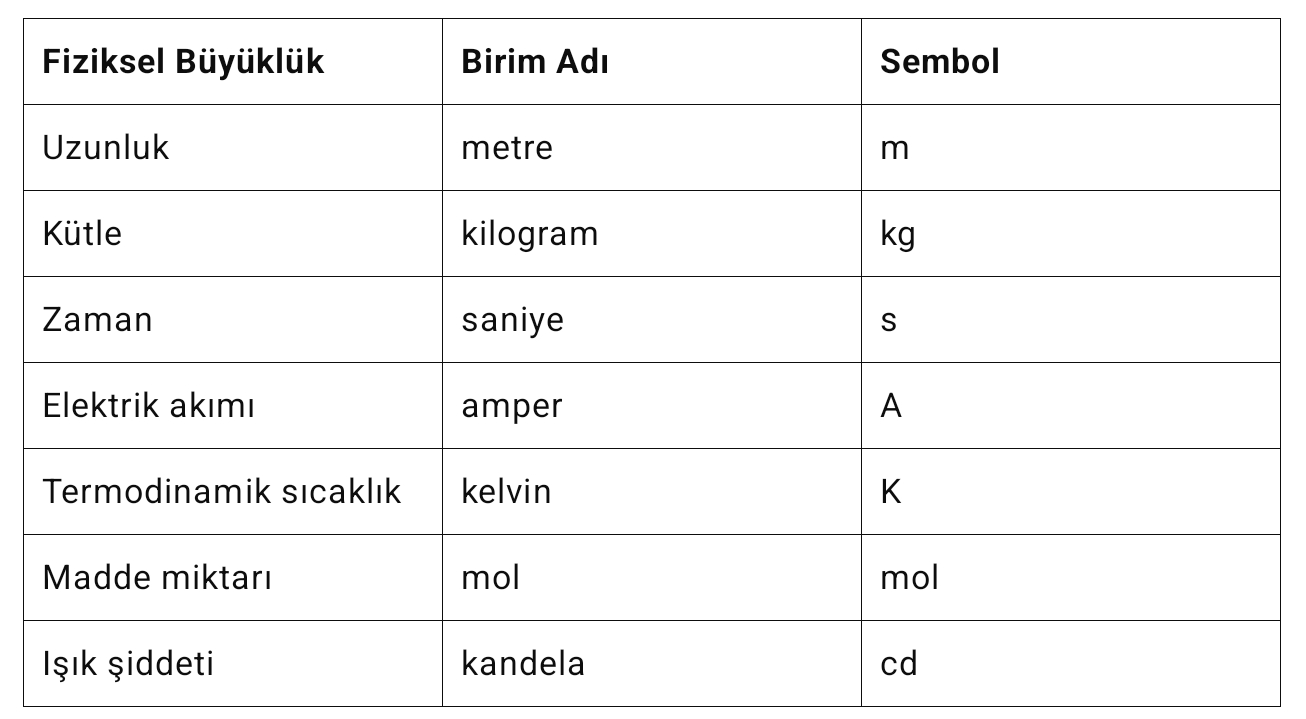 Fiziksel Büyüklük Birim Adı Sembol
Uzunluk metre m
Kütle kilogram kg
Zaman saniye s
Elektrik akımı amper A
Termodinamik sıcaklık kelvin K
Madde miktarı mol mol
Işık şiddeti kandela cd